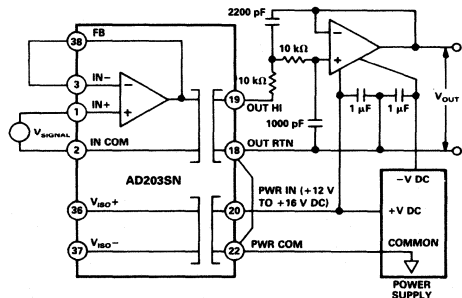 2200 pF
38
FB
3
IN−
1
IN+
VSIGNAL
2
IN COM
10 kΩ
10 kΩ
19
OUT HI
1000 pF
1 µF
1 µF
VOUT
18
OUT RTN
AD203SN
−V DC
36
VISO+
20
PWR IN (+12 V
TO +16 V DC)
+V DC
37
VISO−
22
PWR COM
COMMON
POWER
SUPPLY